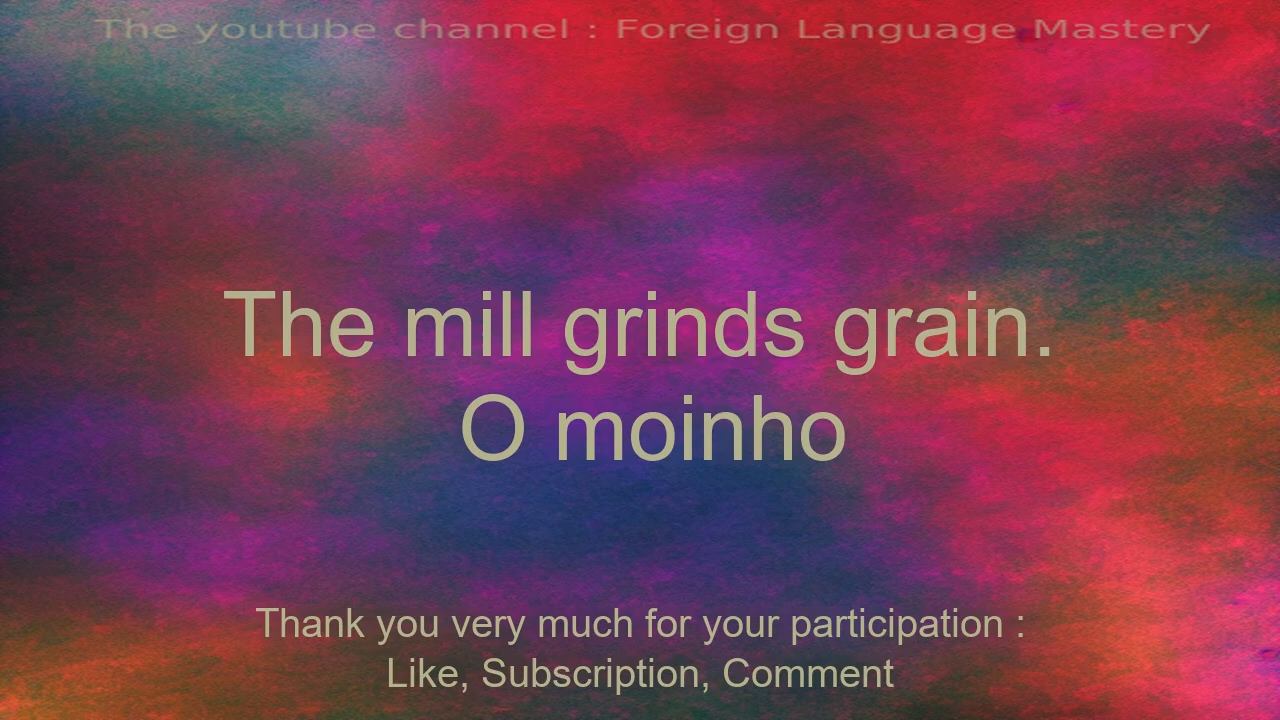 The youtube channel : Foreign Language Mastery
The mill grinds grain.
O moinho
Thank you very much for your participation :
Like, Subscription, Comment